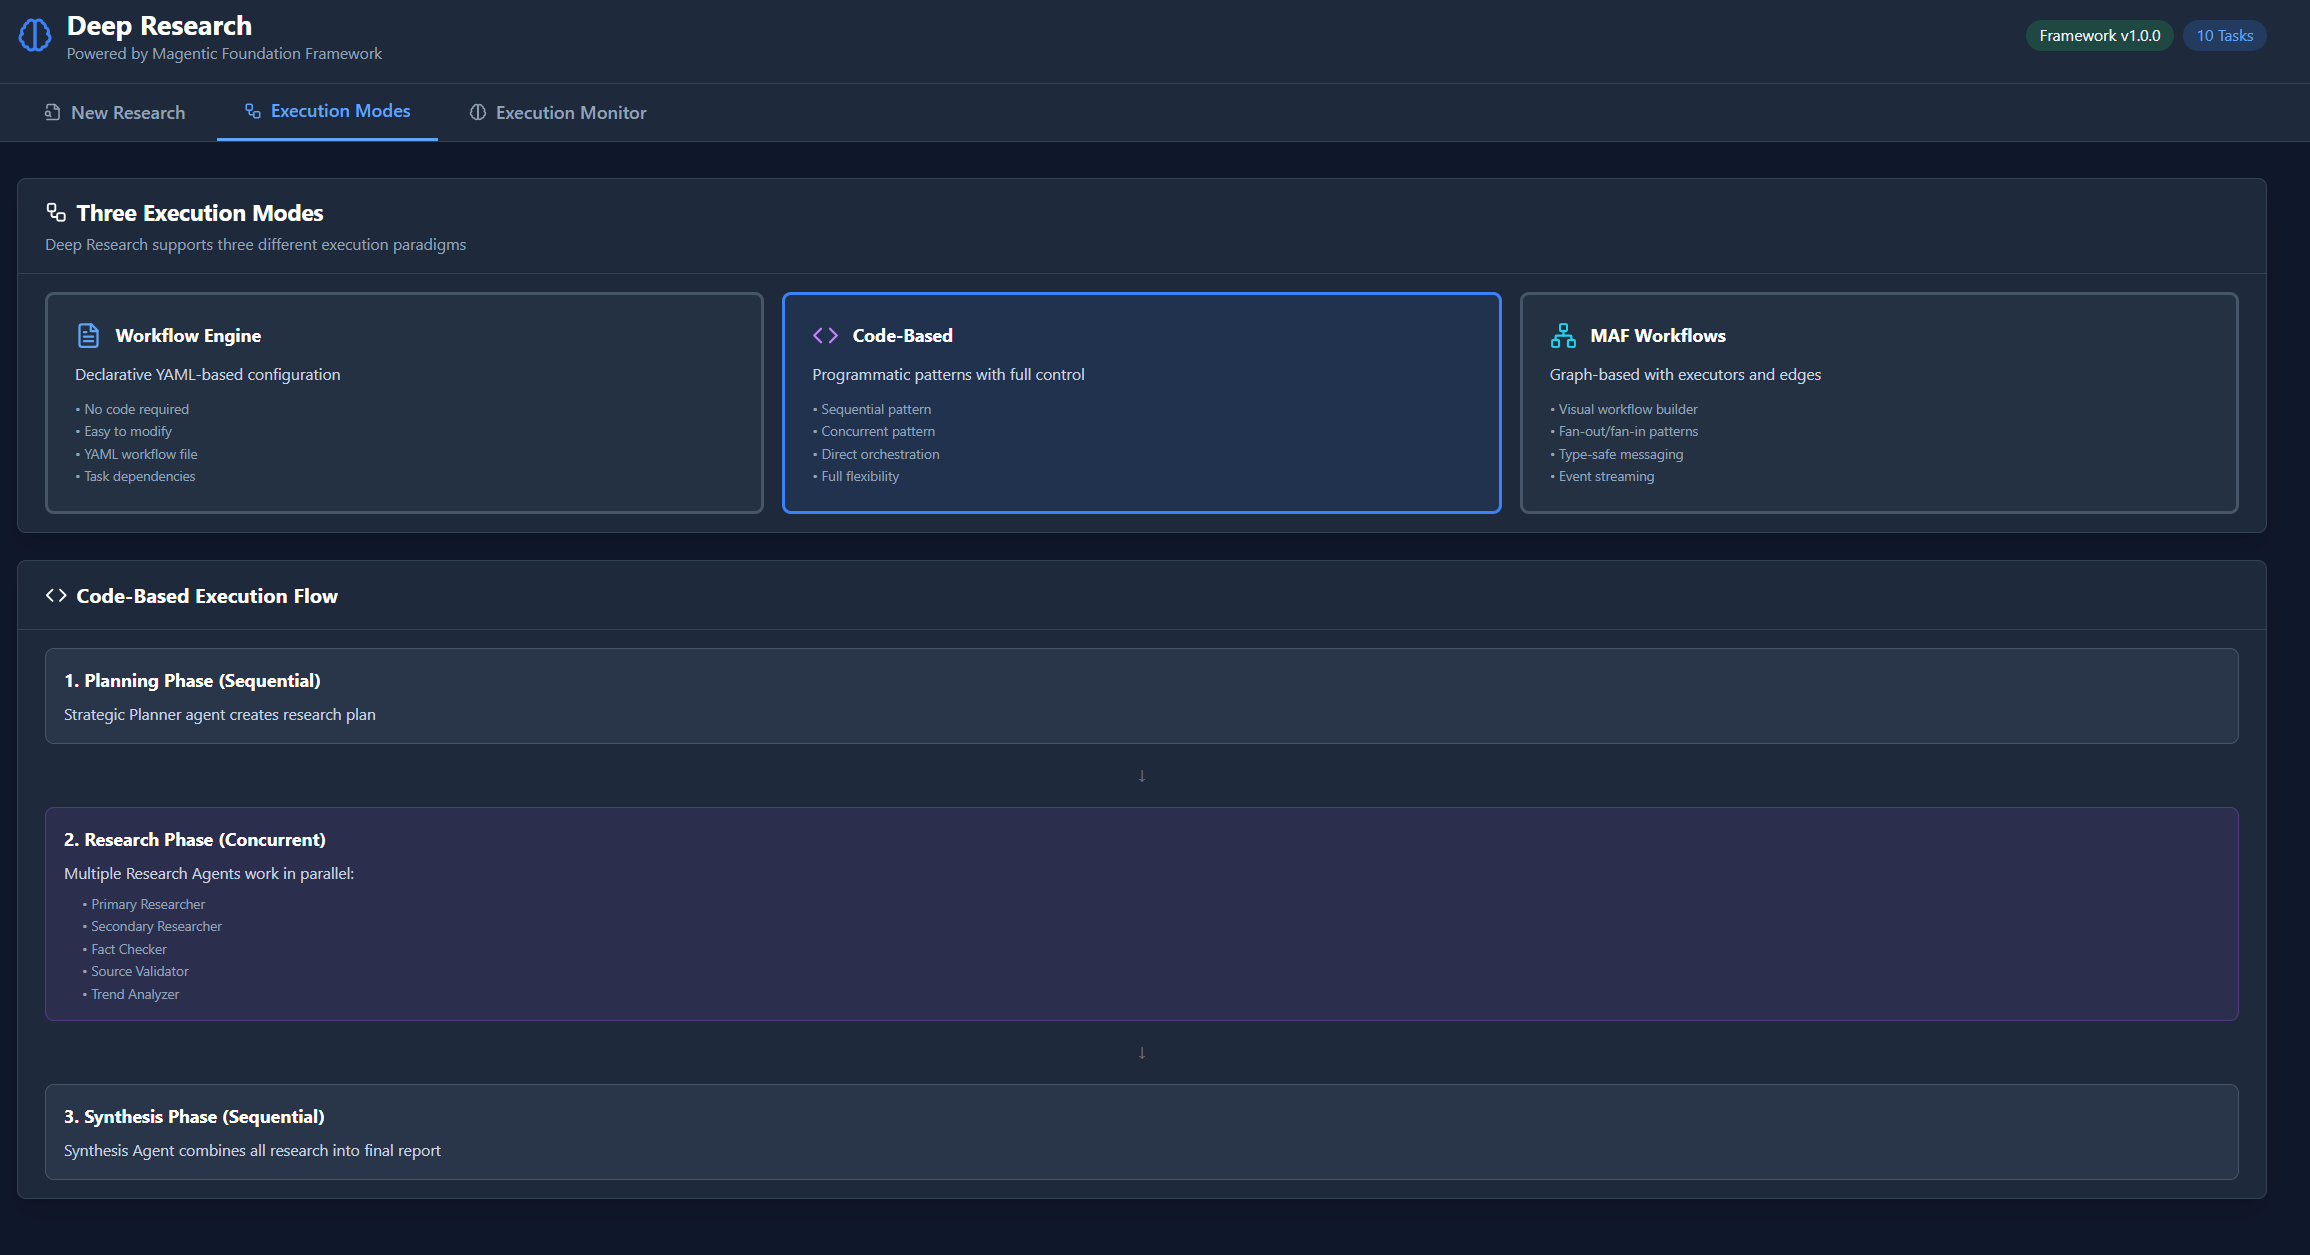 Deep Research
Powered by Magentic Foundation Framework
Framework v1.0.0
10 Tasks
New Research
Execution Modes
Execution Monitor
Three Execution Modes
Deep Research supports three different execution paradigms
Workflow Engine
Declarative YAML-based configuration
• No code required
• Easy to modify
• YAML workflow file
• Task dependencies
Code-Based
Programmatic patterns with full control
• Sequential pattern
• Concurrent pattern
• Direct orchestration
• Full flexibility
MAF Workflows
Graph-based with executors and edges
• Visual workflow builder
• Fan-out/fan-in patterns
• Type-safe messaging
• Event streaming
Code-Based Execution Flow
1. Planning Phase (Sequential)
Strategic Planner agent creates research plan
↓
2. Research Phase (Concurrent)
Multiple Research Agents work in parallel:
• Primary Researcher
• Secondary Researcher
• Fact Checker
• Source Validator
• Trend Analyzer
↓
3. Synthesis Phase (Sequential)
Synthesis Agent combines all research into final report